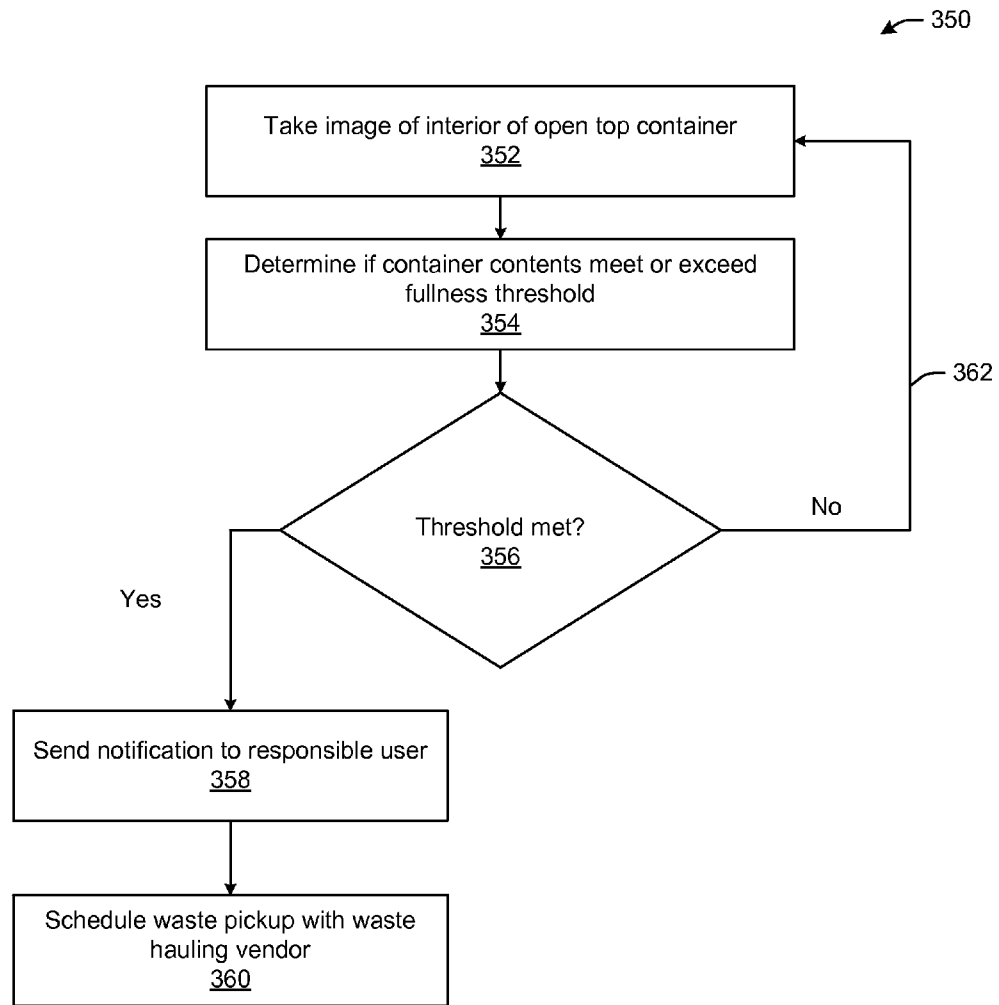 350
Take image of interior of open top container
352
Determine if container contents meet or exceed
fullness threshold
354
362
No
Threshold met?
356
Yes
Send notification to responsible user
358
Schedule waste pickup with waste
hauling vendor
360